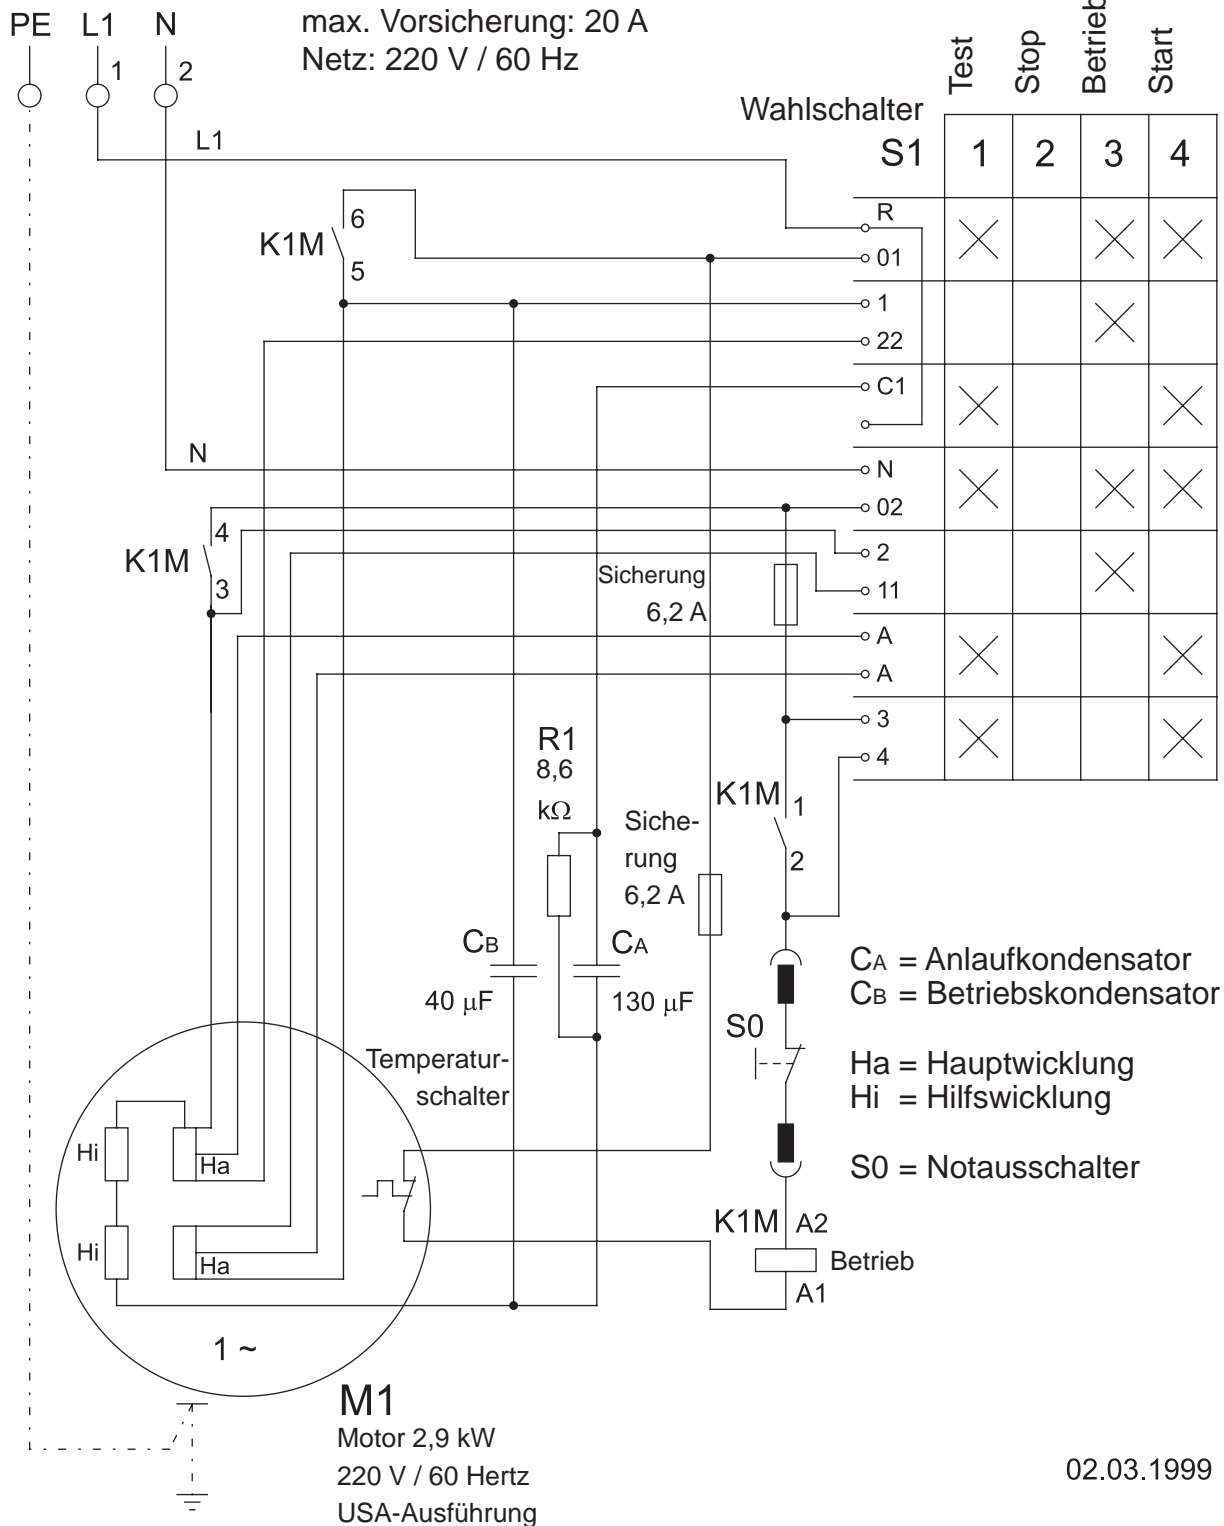 PE L1 N
max. Vorsicherung: 20 A
Netz: 220 V / 60 Hz
1
2
Test
Stop
Betrieb
Start
Wahlschalter
S1 1 2 3 4
L1
R
6
K1M
01
5
1
22
C1
N
N
02
4
K1M
2
3
Sicherung
11
6,2 A
A
A
3
R1
8,6
4
kΩ
K1M
1
Siche-
rung
2
6,2 A
CB
CA
40 µF
130 µF
CA = Anlaufkondensator
CB = Betriebskondensator
S0
Temperatur-
schalter
Ha = Hauptwicklung
Hi = Hilfswicklung
Hi
Ha
S0 = Notausschalter
K1M A2
Hi
Ha
Betrieb
A1
1 ~
M1
Motor 2,9 kW
220 V / 60 Hertz
USA-Ausführung
02.03.1999